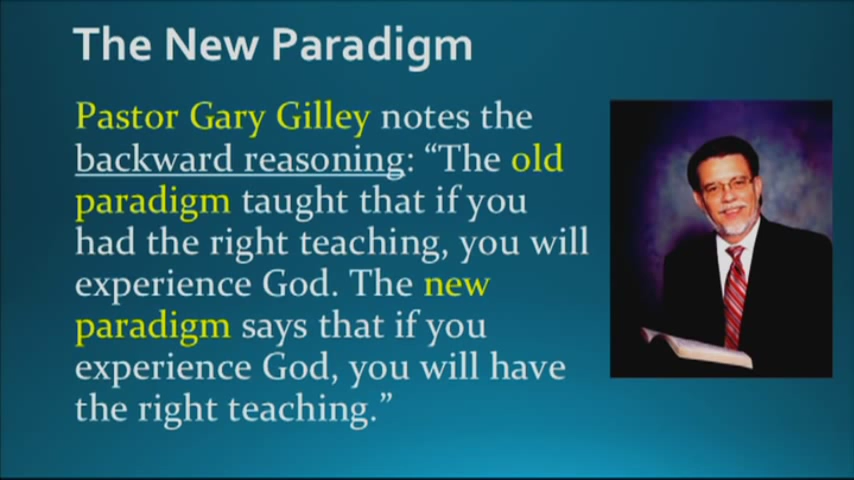 The New Paradigm
Pastor Gary Gilley notes the
backward reasoning: “The old
paradigm taught that if you
had the right teaching, you will
experience God. The new
paradigm says that if you
experience God, you will have
the right teaching.”